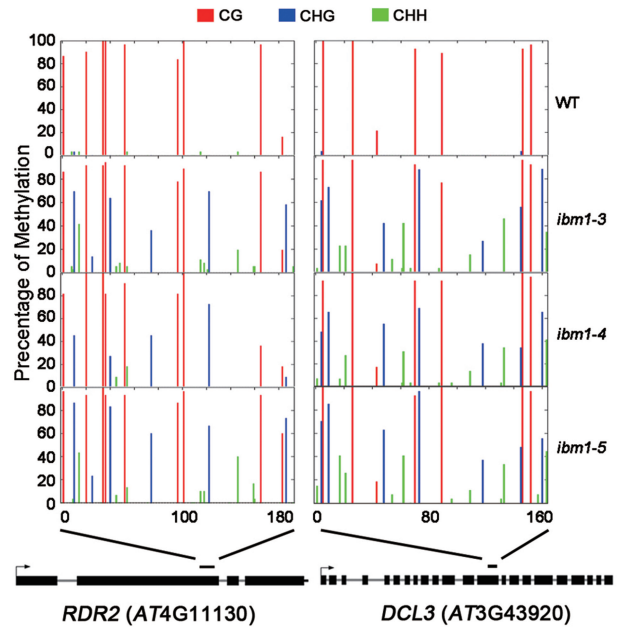 CG CHG CHH
Precentage of Methylation
100
80
60
40
20
0
WT
80
60
40
20
0
ibm1-3
80
60
40
20
0
ibm1-4
80
60
40
20
0
ibm1-5
0 100 180 0 80 160
RDR2 (AT4G11130) DCL3 (AT3G43920)